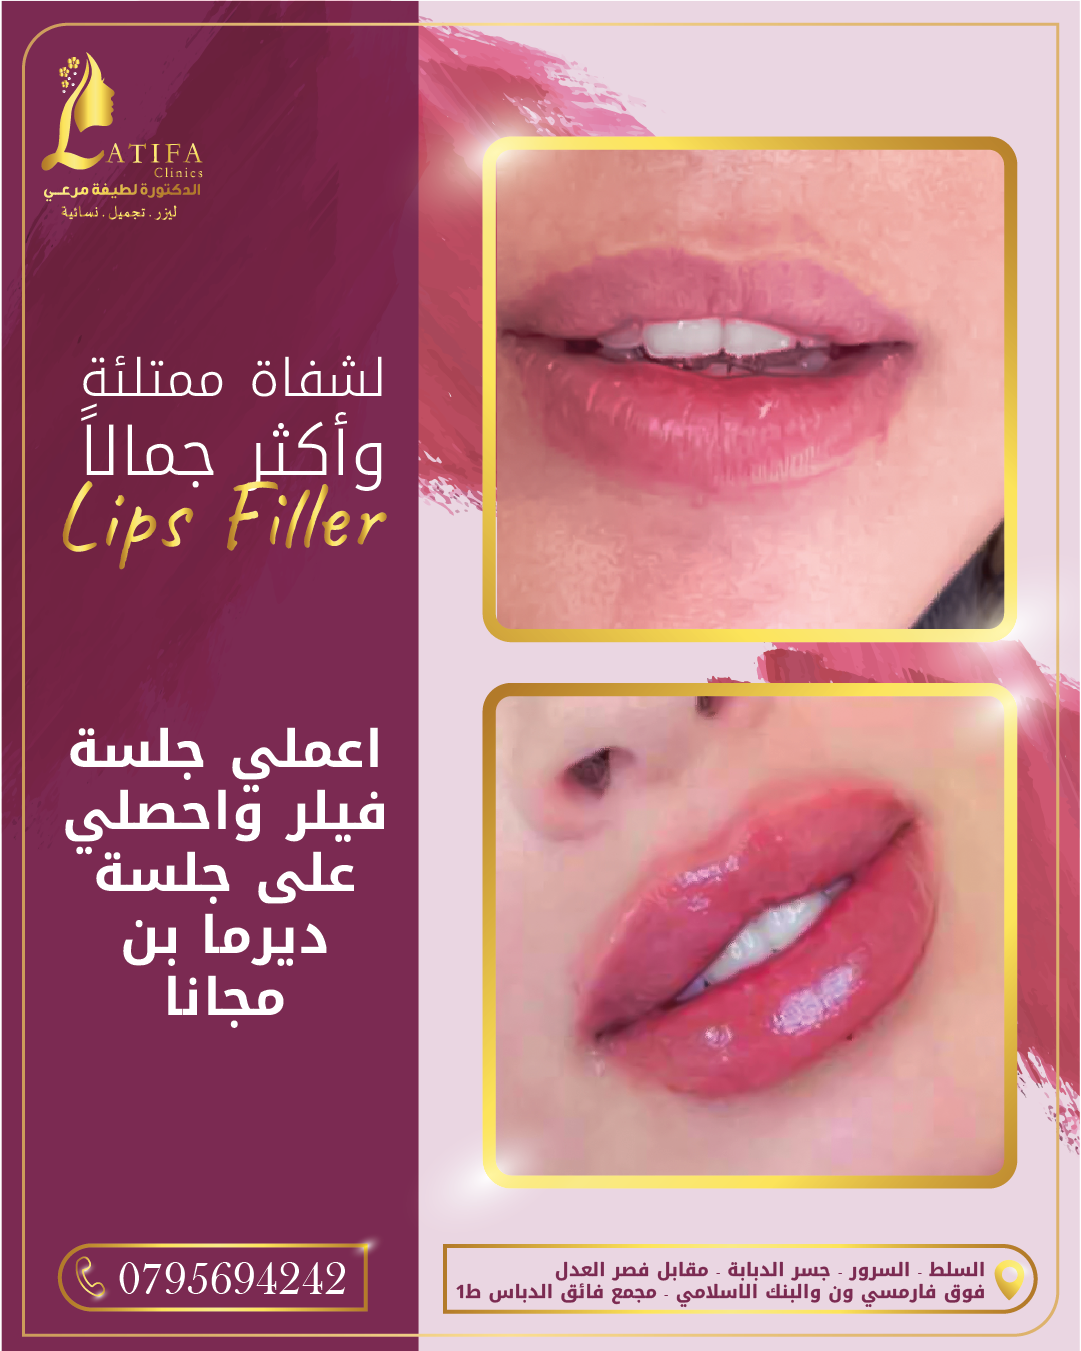 LATIFA
Clinics
الدكتورة لطيفة مرعي
ليزر . تجميل . نسائية
لشفاة ممتلئة
وأكثر جمالاً
Lips Filler
اعملي جلسة
فيلر واحصلي
على جلسة
ديرما بن
مجانا
0795694242
السلط - السرور - جسر الدبابة - مقابل فصر العدل
فوق فارمسي ون والبنك الاسلامي - مجمع فائق الدباس ط1